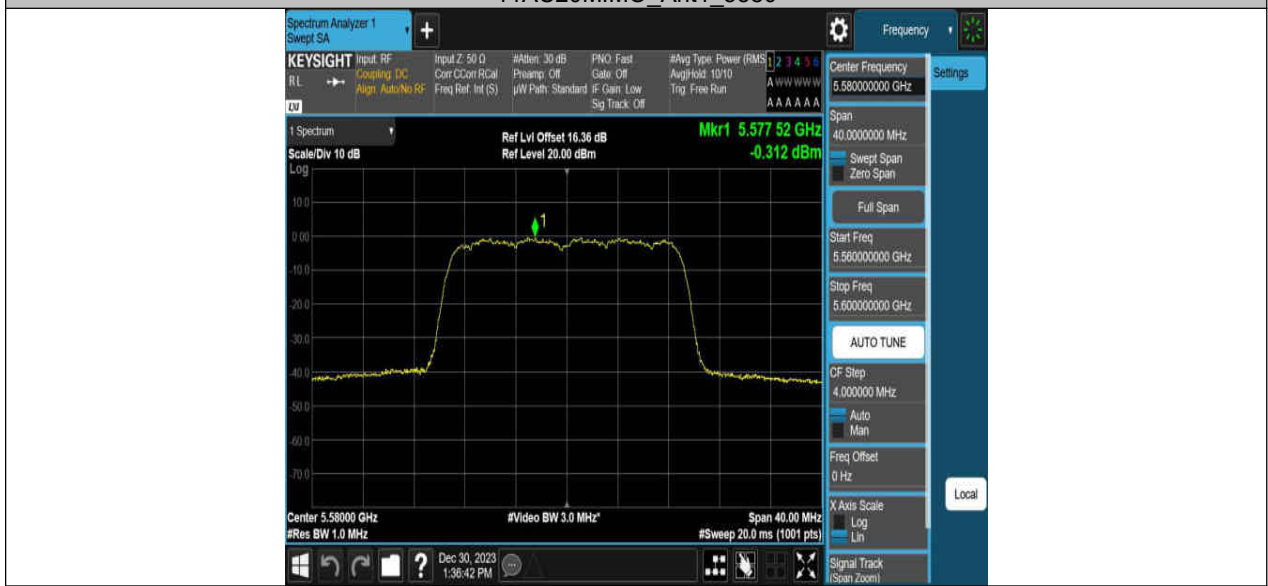 Spectrum Analyzer 1
Swept SA
+
Frequency
KEYSIGHT
RL
LXI
Input: RF
Coupling: DC
Align: Auto/No RF
Input Z: 50 Ω
Corr CCorr RCal
Freq Ref: Int (S)
#Atten: 30 dB
Preamp: Off
µW Path: Standard
PNO: Fast
Gate: Off
IF Gain: Low
Sig Track: Off
#Avg Type: Power (RMS
Avg|Hold: 10/10
Trig: Free Run
1 2 3 4 5 6
A W W W W W
A A A A A A
Center Frequency
5.580000000 GHz
Settings
1 Spectrum
Scale/Div 10 dB
Log
Ref Lvl Offset 16.36 dB
Ref Level 20.00 dBm
Mkr1 5.577 52 GHz
-0.312 dBm
Span
40.0000000 MHz
Swept Span
Zero Span
Full Span
Start Freq
5.560000000 GHz
Stop Freq
5.600000000 GHz
AUTO TUNE
CF Step
4.000000 MHz
Auto
Man
Freq Offset
0 Hz
X Axis Scale
Log
Lin
Signal Track
(Span Zoom)
Local
10.0
0.00
-10.0
-20.0
-30.0
-40.0
-50.0
-60.0
-70.0
1
Center 5.58000 GHz
#Res BW 1.0 MHz
#Video BW 3.0 MHz*
Span 40.00 MHz
#Sweep 20.0 ms (1001 pts)
?
Dec 30, 2023
1:36:42 PM